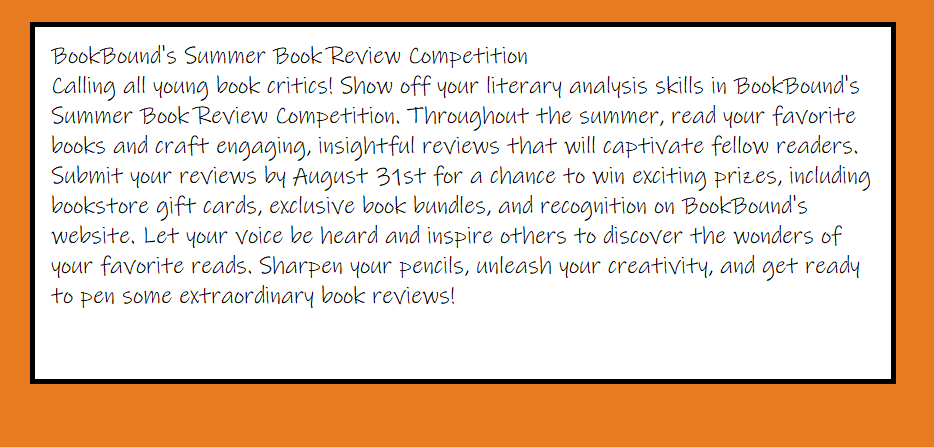 BookBound's Summer Book Review Competition
Calling all young book critics! Show off your literary analysis skills in BookBound's
Summer Book Review Competition. Throughout the summer, read your favorite
books and craft engaging, insightful reviews that will captivate fellow readers.
Submit your reviews by August 31st for a chance to win exciting prizes, including
bookstore gift cards, exclusive book bundles, and recognition on BookBound's
website. Let your voice be heard and inspire others to discover the wonders of
your favorite reads. Sharpen your pencils, unleash your creativity, and get ready
to pen some extraordinary book reviews!